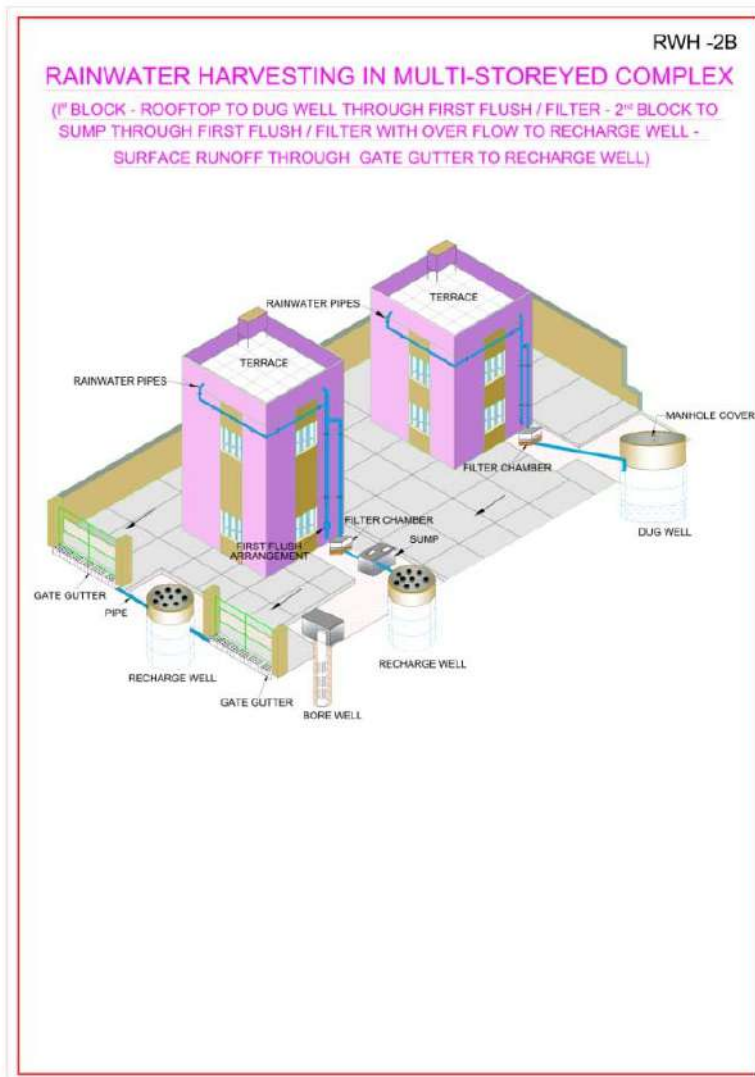 RWH -2B
RAINWATER HARVESTING IN MULTI-STOREYED COMPLEX
(Iˢᵗ BLOCK - ROOFTOP TO DUG WELL THROUGH FIRST FLUSH / FILTER - 2ⁿᵈ BLOCK TO
SUMP THROUGH FIRST FLUSH / FILTER WITH OVER FLOW TO RECHARGE WELL -
SURFACE RUNOFF THROUGH GATE GUTTER TO RECHARGE WELL)
TERRACE
RAINWATER PIPES
TERRACE
RAINWATER PIPES
MANHOLE COVER
FILTER CHAMBER
DUG WELL
FILTER CHAMBER
SUMP
FIRST FLUSH
ARRANGEMENT
GATE GUTTER
PIPE
RECHARGE WELL
RECHARGE WELL
GATE GUTTER
BORE WELL